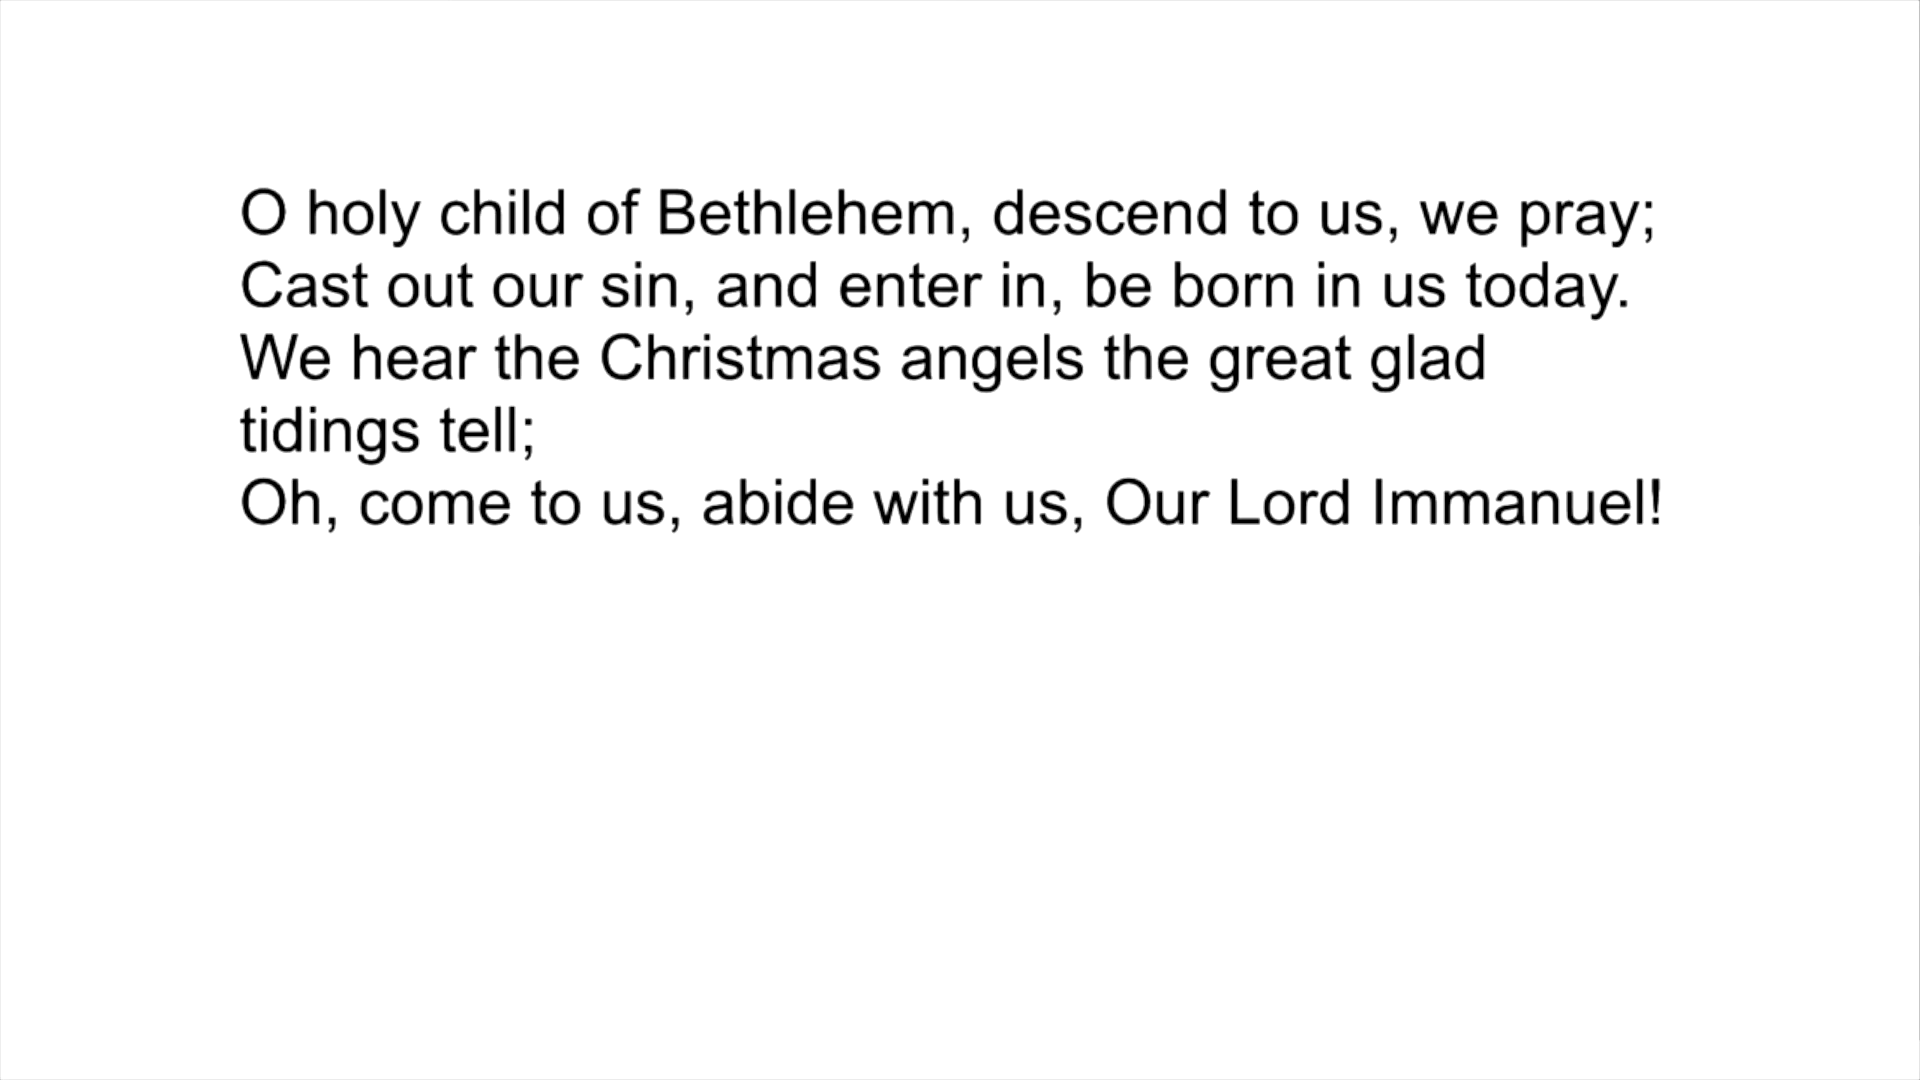 O holy child of Bethlehem, descend to us, we pray;
Cast out our sin, and enter in, be born in us today.
We hear the Christmas angels the great glad
tidings tell;
Oh, come to us, abide with us, Our Lord Immanuel!